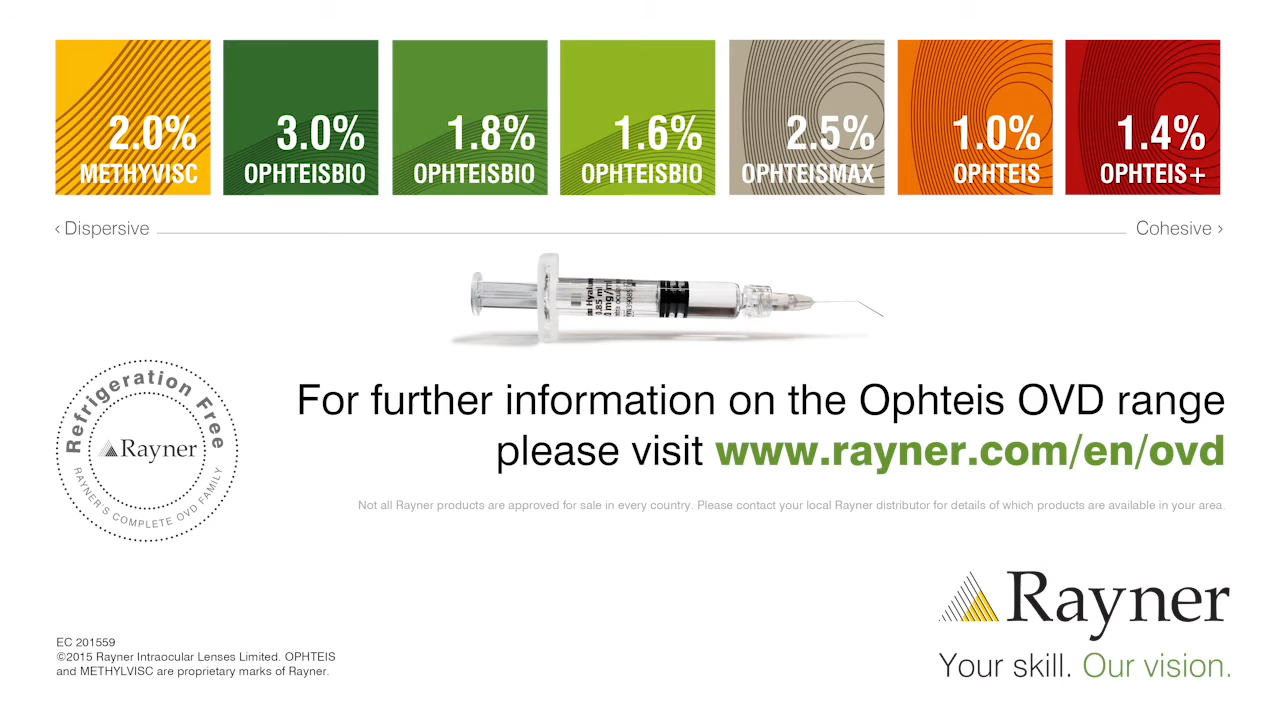 2.0%
METHYVISC
3.0%
OPHTEISBIO
1.8%
OPHTEISBIO
1.6%
OPHTEISBIO
2.5%
OPHTEISMAX
1.0%
OPHTEIS
1.4%
OPHTEIS+
‹ Dispersive
Cohesive ›
Refrigeration Free
Rayner
RAYNER'S COMPLETE OVD FAMILY
For further information on the Ophteis OVD range
please visit www.rayner.com/en/ovd
Not all Rayner products are approved for sale in every country. Please contact your local Rayner distributor for details of which products are available in your area.
Rayner
Your skill. Our vision.
EC 201559
©2015 Rayner Intraocular Lenses Limited. OPHTEIS
and METHYLVISC are proprietary marks of Rayner.